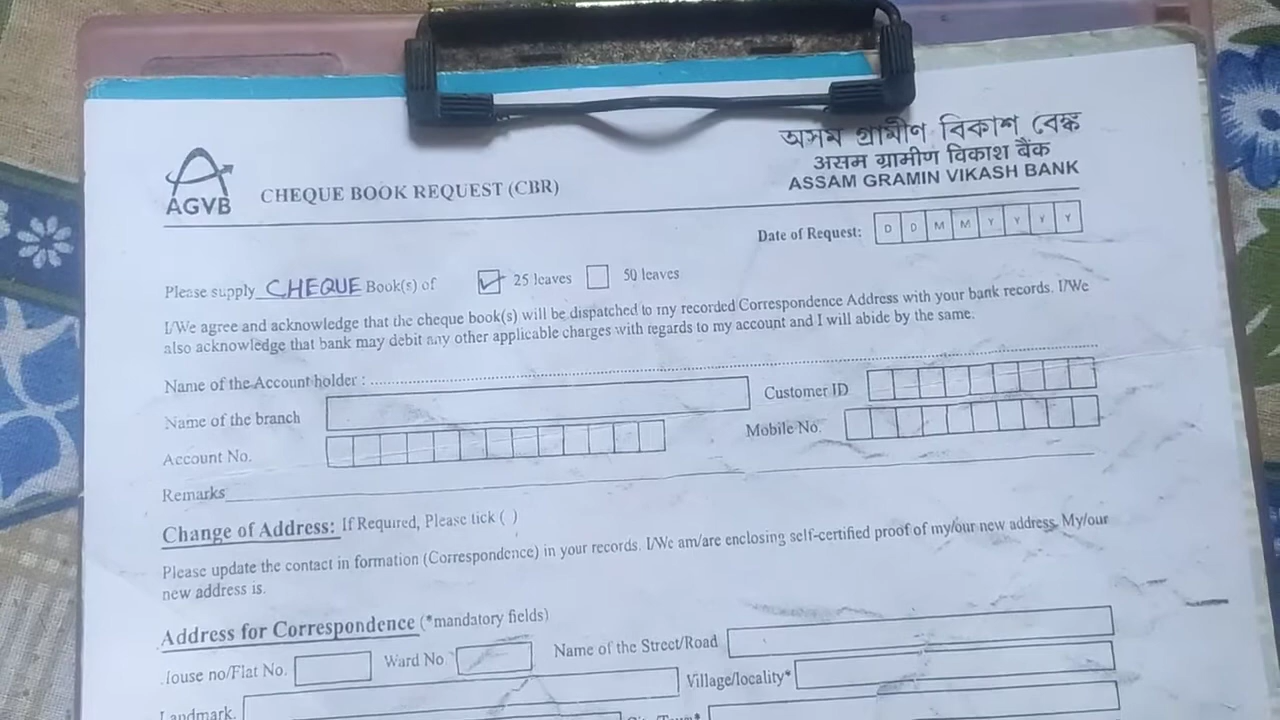 অসম গ্রামীণ বিকাশ বেঙ্ক
असम ग्रामीण विकाश बैंक
ASSAM GRAMIN VIKASH BANK
AGVB
CHEQUE BOOK REQUEST (CBR)
Date of Request: D D M M Y Y Y Y
Please supply CHEQUE Book(s) of 25 leaves 50 leaves
I/We agree and acknowledge that the cheque book(s) will be dispatched to my recorded Correspondence Address with your bank records. I/We
also acknowledge that bank may debit any other applicable charges with regards to my account and I will abide by the same.
Name of the Account holder :
Name of the branch
Customer ID
Account No.
Mobile No.
Remarks
Change of Address: If Required, Please tick ( )
Please update the contact in formation (Correspondence) in your records. I/We am/are enclosing self-certified proof of my/our new address. My/our
new address is.
Address for Correspondence (*mandatory fields)
House no/Flat No. Ward No. Name of the Street/Road
Landmark. Village/locality*